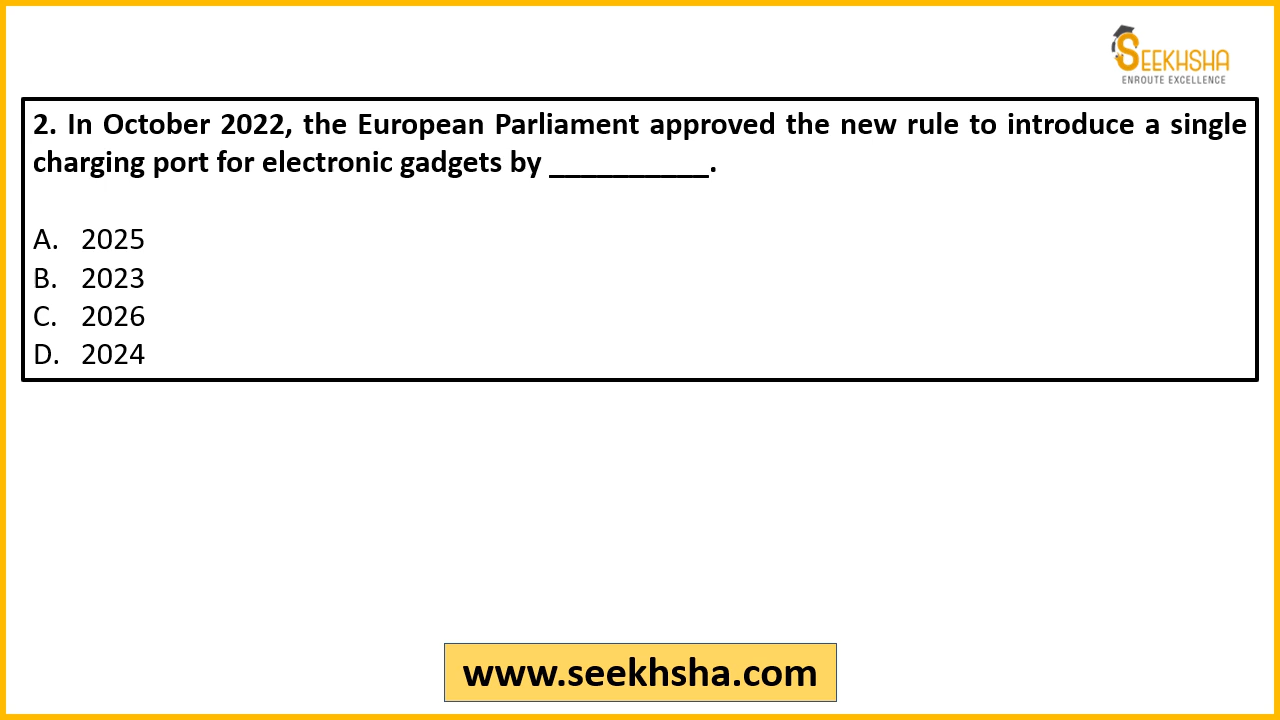 SEEKHSHA
ENROUTE EXCELLENCE
2. In October 2022, the European Parliament approved the new rule to introduce a single
charging port for electronic gadgets by __________.
A. 2025
B. 2023
C. 2026
D. 2024
www.seekhsha.com